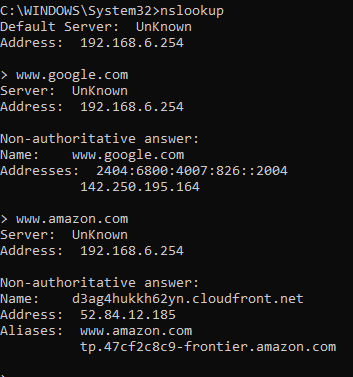 C:\WINDOWS\System32>nslookup
Default Server:  UnKnown
Address:  192.168.6.254
> www.google.com
Server:  UnKnown
Address:  192.168.6.254
Non-authoritative answer:
Name:    www.google.com
Addresses:  2404:6800:4007:826::2004
142.250.195.164
> www.amazon.com
Server:  UnKnown
Address:  192.168.6.254
Non-authoritative answer:
Name:    d3ag4hukkh62yn.cloudfront.net
Address:  52.84.12.185
Aliases:  www.amazon.com
tp.47cf2c8c9-frontier.amazon.com